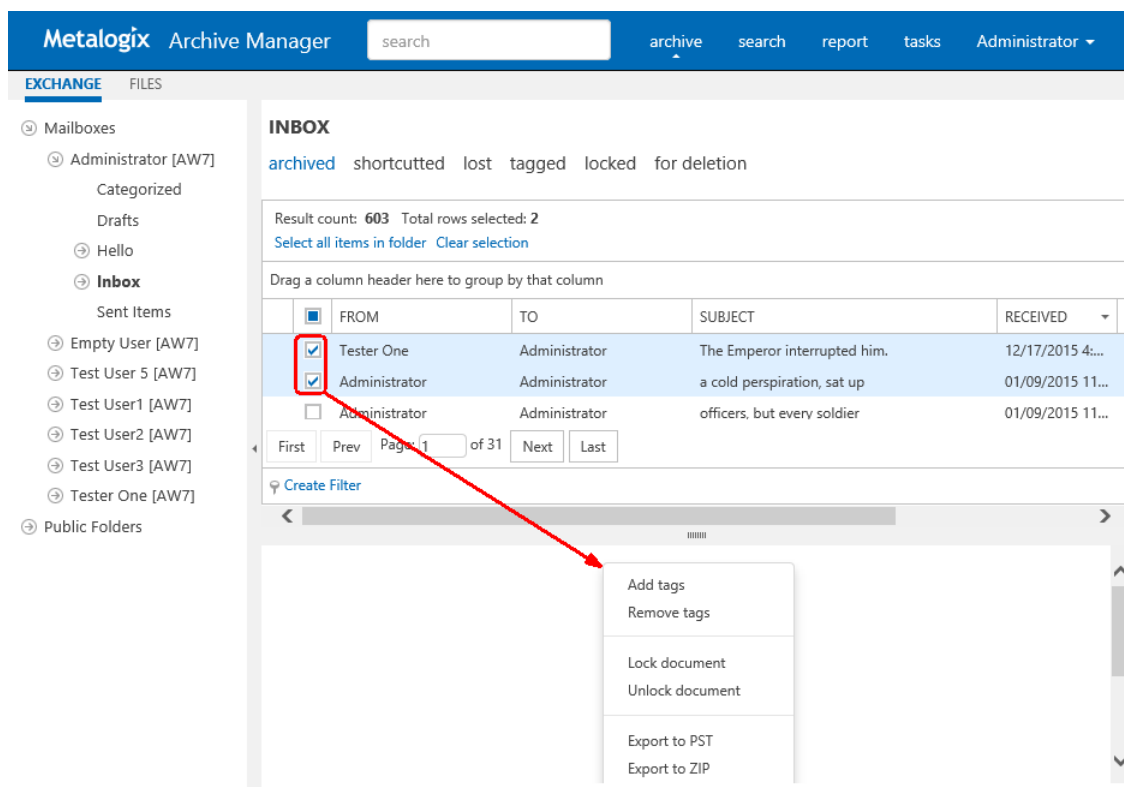 Metalogix Archive Manager search archive search report tasks Administrator
EXCHANGE FILES
Mailboxes
Administrator [AW7]
Categorized
Drafts
Hello
Inbox
Sent Items
Empty User [AW7]
Test User 5 [AW7]
Test User1 [AW7]
Test User2 [AW7]
Test User3 [AW7]
Tester One [AW7]
Public Folders
INBOX
archived shortcutted lost tagged locked for deletion
Result count: 603 Total rows selected: 2
Select all items in folder Clear selection
Drag a column header here to group by that column
FROM TO SUBJECT RECEIVED
Tester One Administrator The Emperor interrupted him. 12/17/2015 4:...
Administrator Administrator a cold perspiration, sat up 01/09/2015 11...
Administrator Administrator officers, but every soldier 01/09/2015 11...
First Prev Page: 1 of 31 Next Last
Create Filter
Add tags
Remove tags
Lock document
Unlock document
Export to PST
Export to ZIP